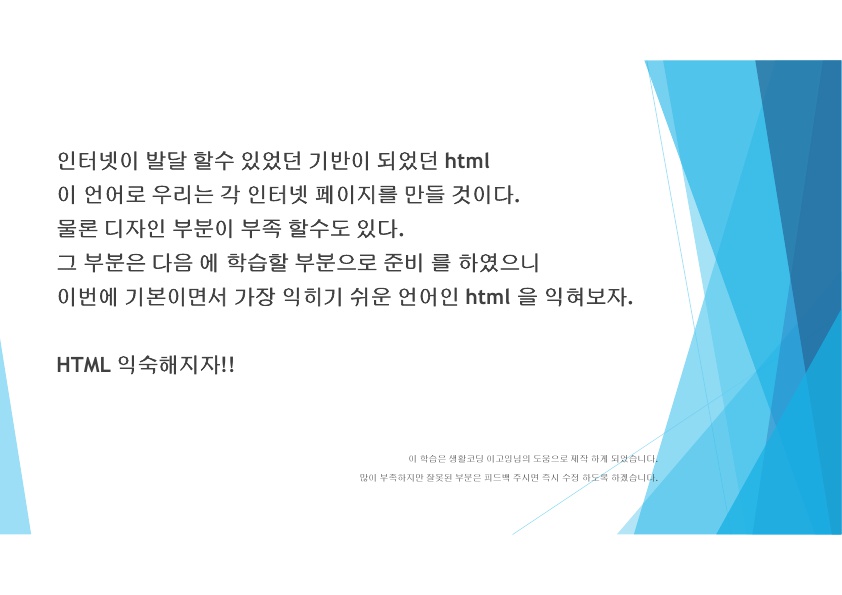 인터넷이 발달 할수 있었던 기반이 되었던 html
이 언어로 우리는 각 인터넷 페이지를 만들 것이다.
물론 디자인 부분이 부족 할수도 있다.
그 부분은 다음 에 학습할 부분으로 준비 를 하였으니
이번에 기본이면서 가장 익히기 쉬운 언어인 html 을 익혀보자.
HTML 익숙해지자!!
이 학습은 생활코딩 이고잉님의 도움으로 제작 하게 되었습니다.
많이 부족하지만 잘못된 부분은 피드백 주시면 즉시 수정 하도록 하겠습니다.